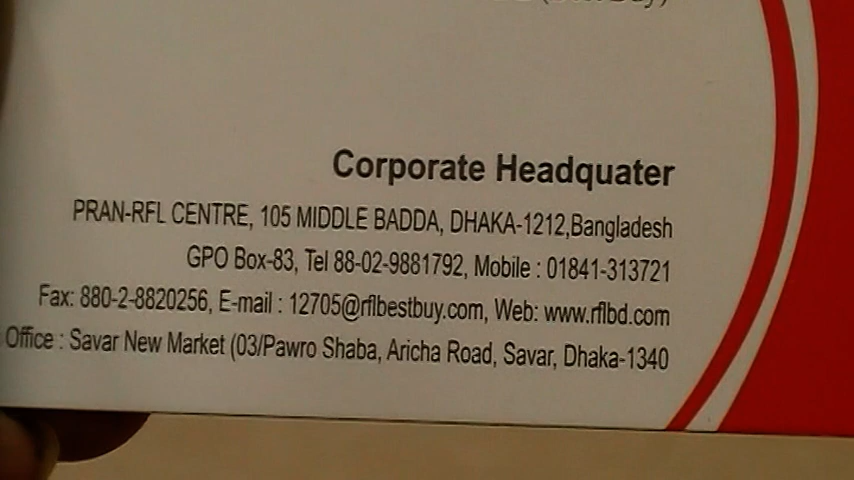 Corporate Headquater
PRAN-RFL CENTRE, 105 MIDDLE BADDA, DHAKA-1212,Bangladesh
GPO Box-83, Tel 88-02-9881792, Mobile : 01841-313721
Fax: 880-2-8820256, E-mail : 12705@rflbestbuy.com, Web: www.rflbd.com
Office : Savar New Market (03/Pawro Shaba, Aricha Road, Savar, Dhaka-1340